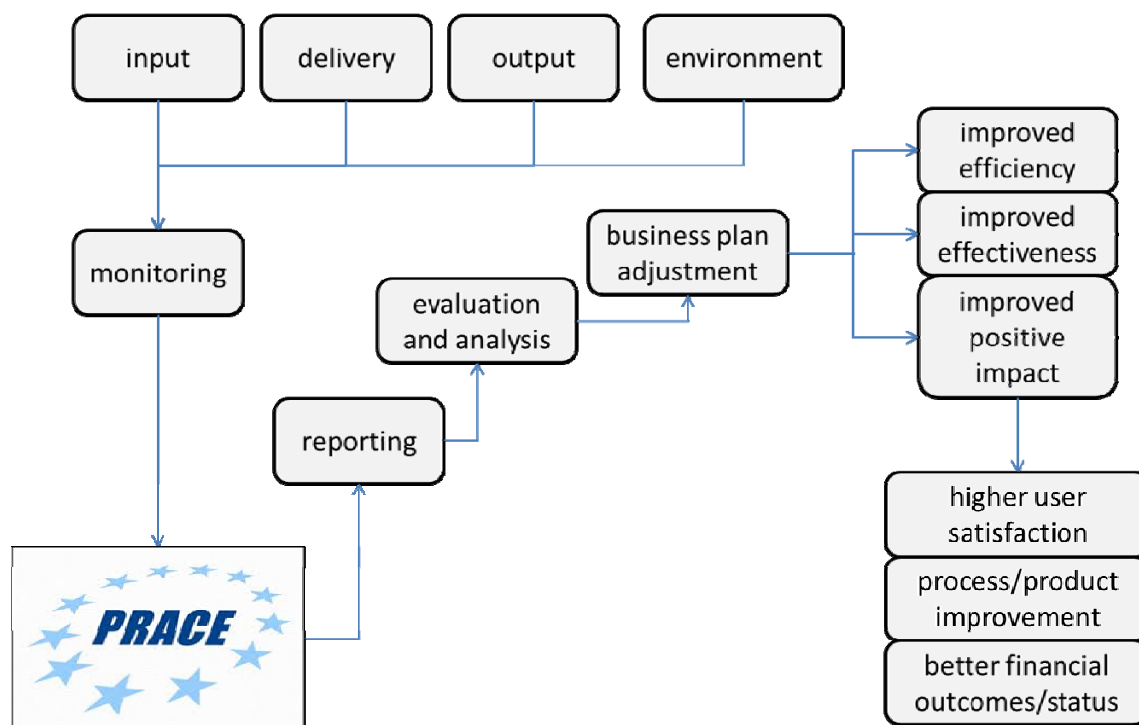 input
delivery
output
environment
improved
efficiency
improved
effectiveness
improved
positive
impact
business plan
adjustment
monitoring
evaluation
and analysis
reporting
PRACE
higher user
satisfaction
process/product
improvement
better financial
outcomes/status